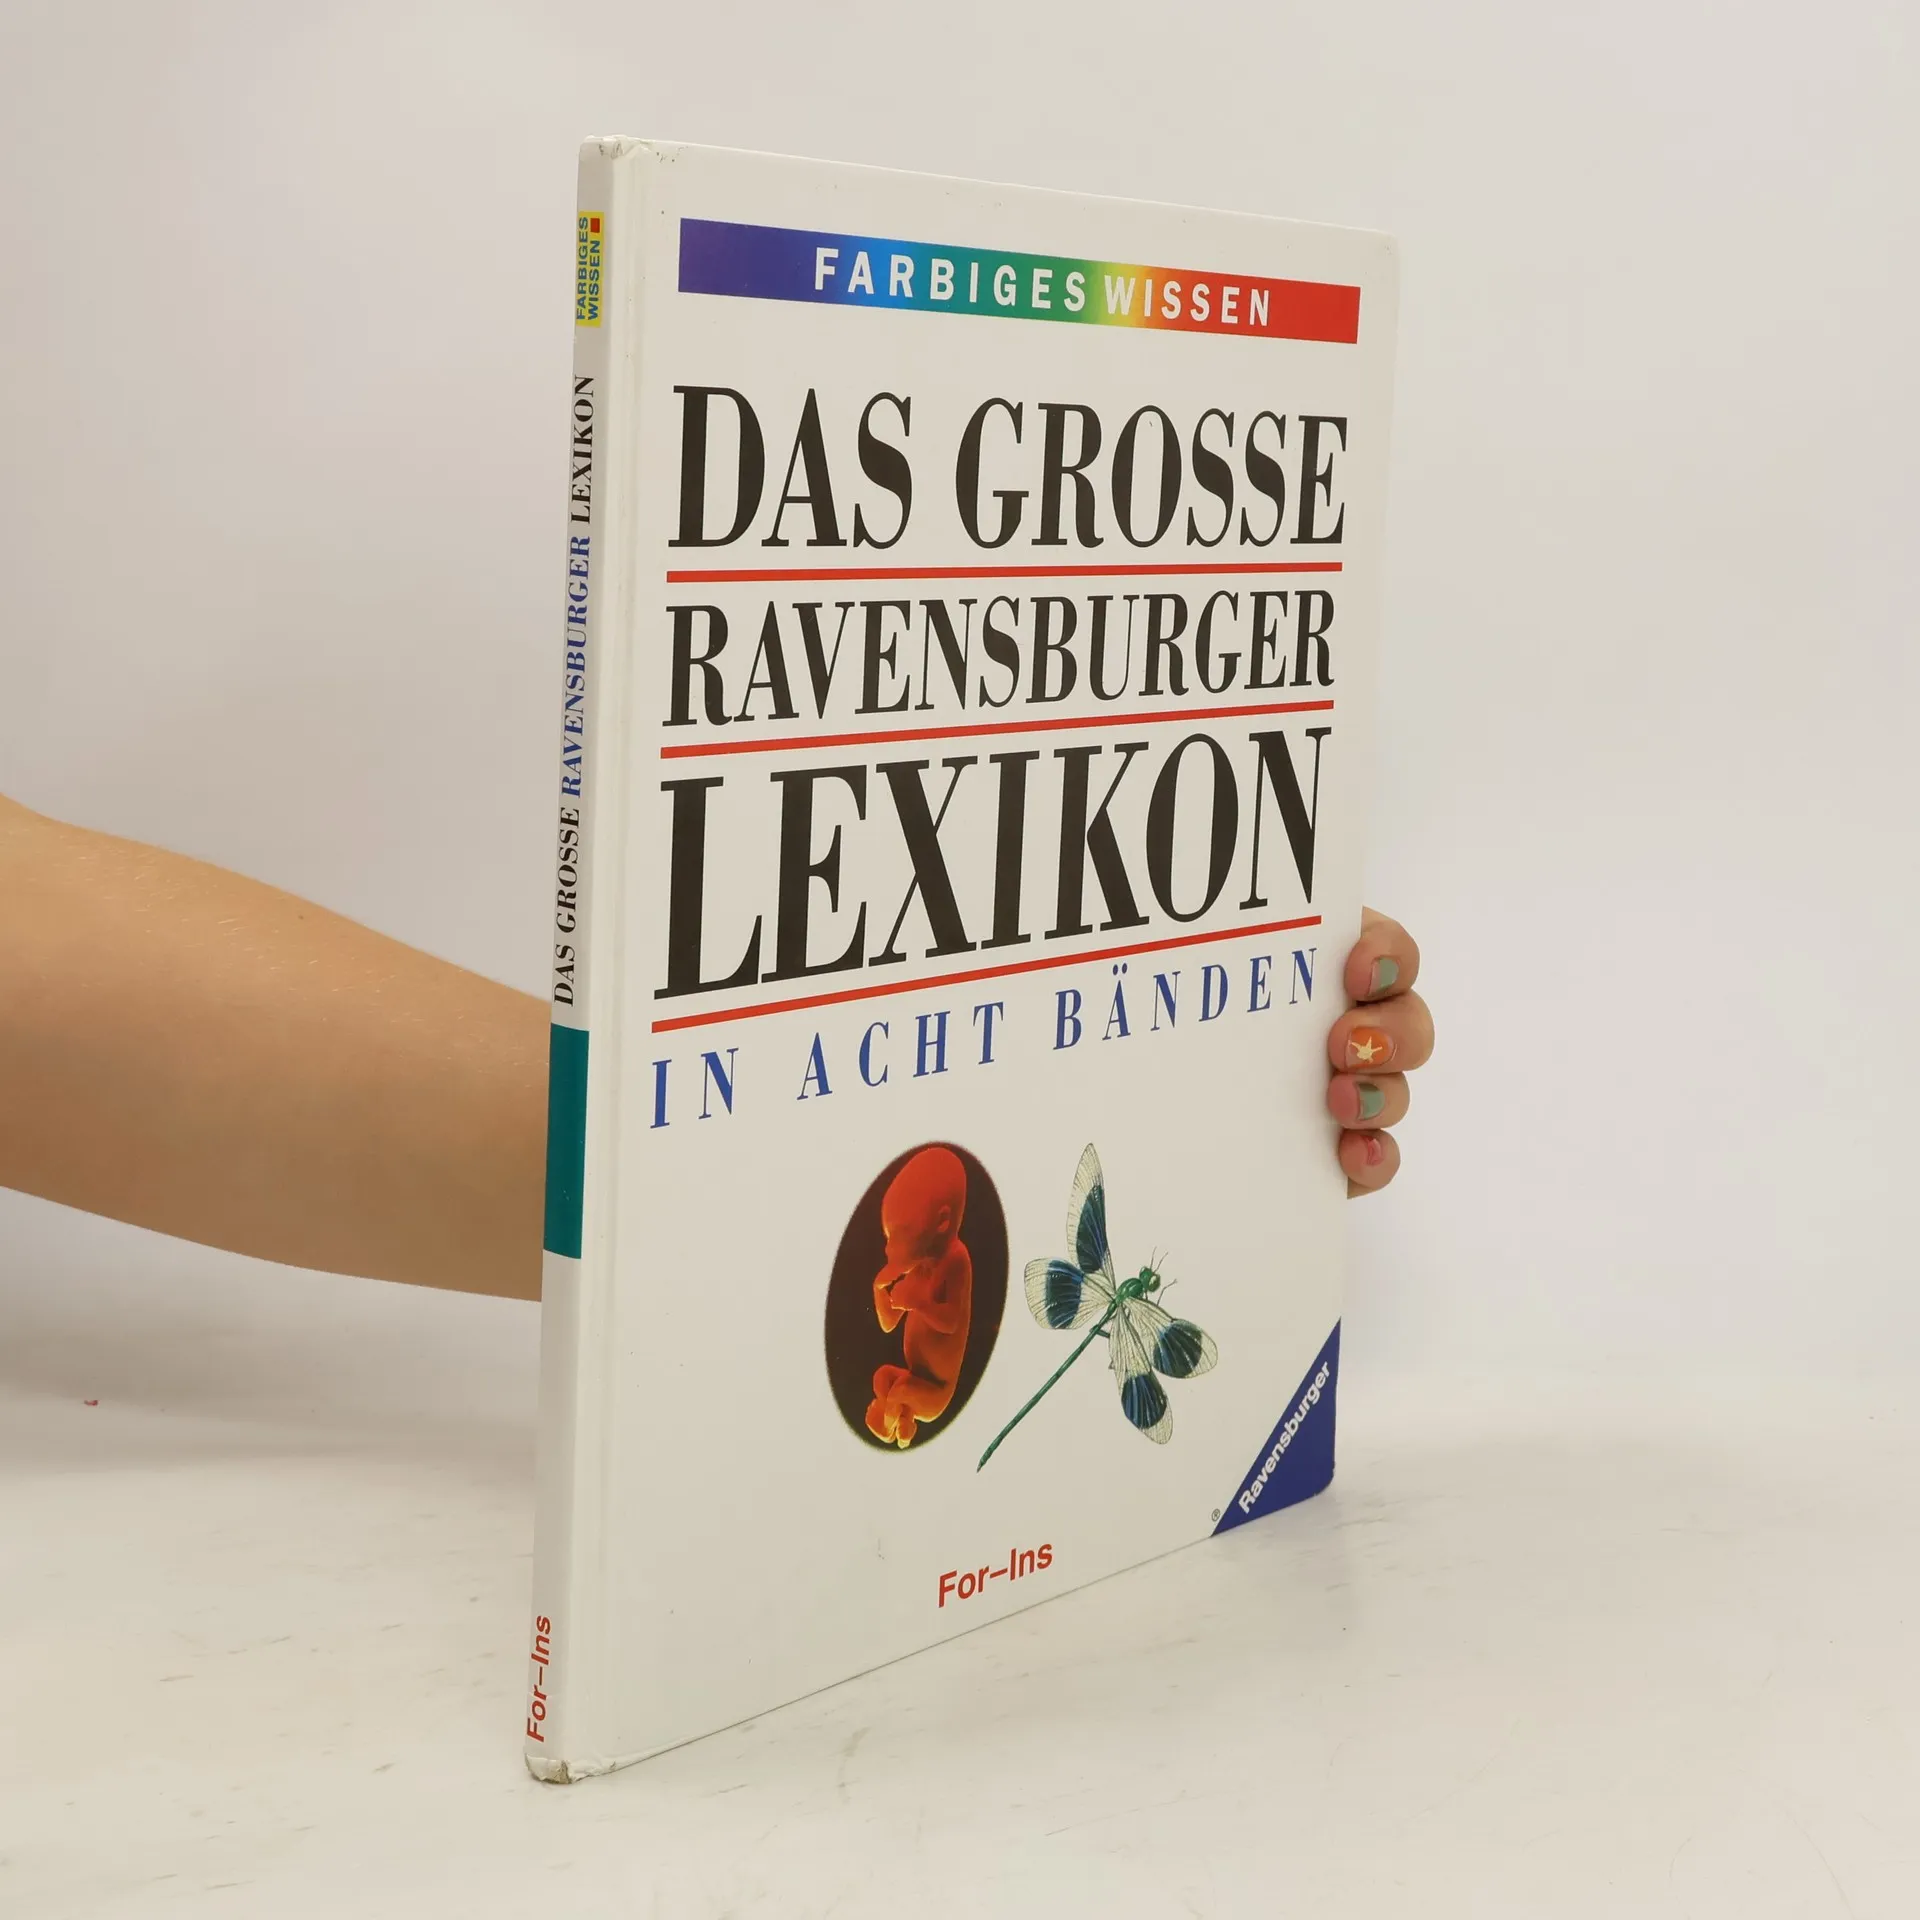 FARBIGES WISSEN
DAS GROSSE
RAVENSBURGER
LEXIKON
IN ACHT BÄNDEN
Ravensburger
®
For–Ins
FARBIGES
WISSEN
DAS GROSSE RAVENSBURGER LEXIKON
For–Ins